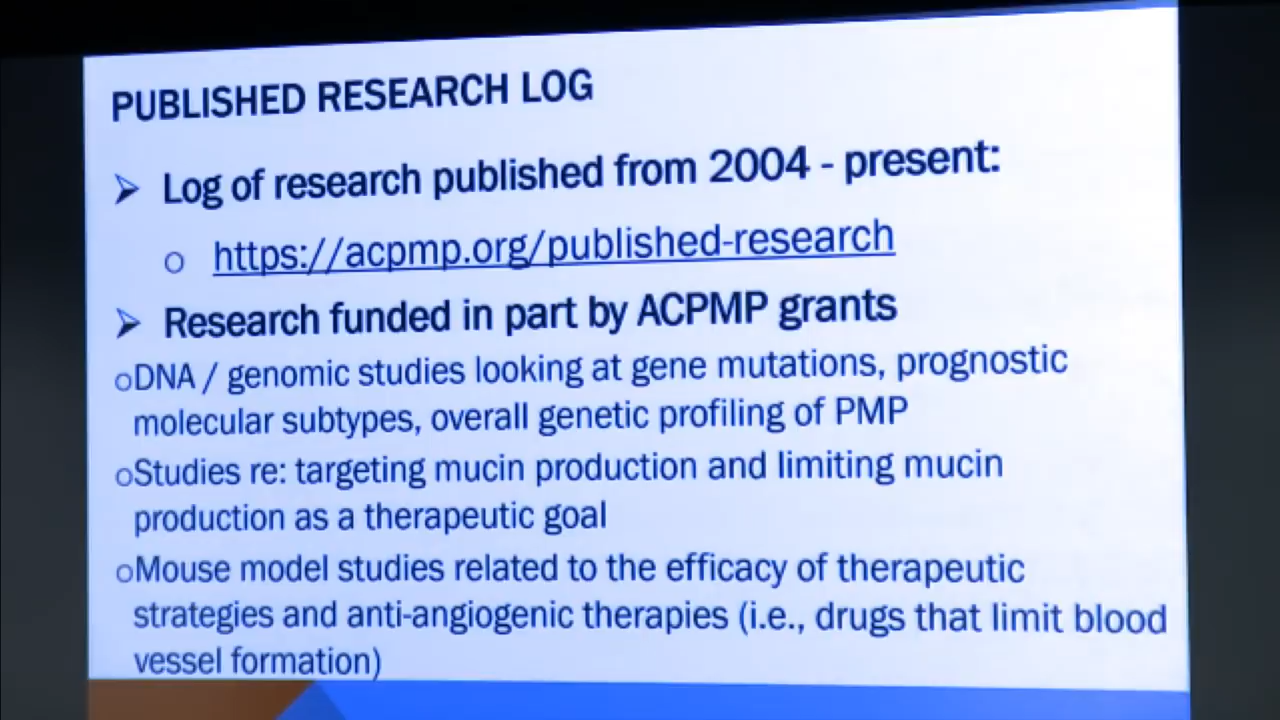 PUBLISHED RESEARCH LOG
➢ Log of research published from 2004 - present:
o https://acpmp.org/published-research
➢ Research funded in part by ACPMP grants
oDNA / genomic studies looking at gene mutations, prognostic
molecular subtypes, overall genetic profiling of PMP
oStudies re: targeting mucin production and limiting mucin
production as a therapeutic goal
oMouse model studies related to the efficacy of therapeutic
strategies and anti-angiogenic therapies (i.e., drugs that limit blood
vessel formation)